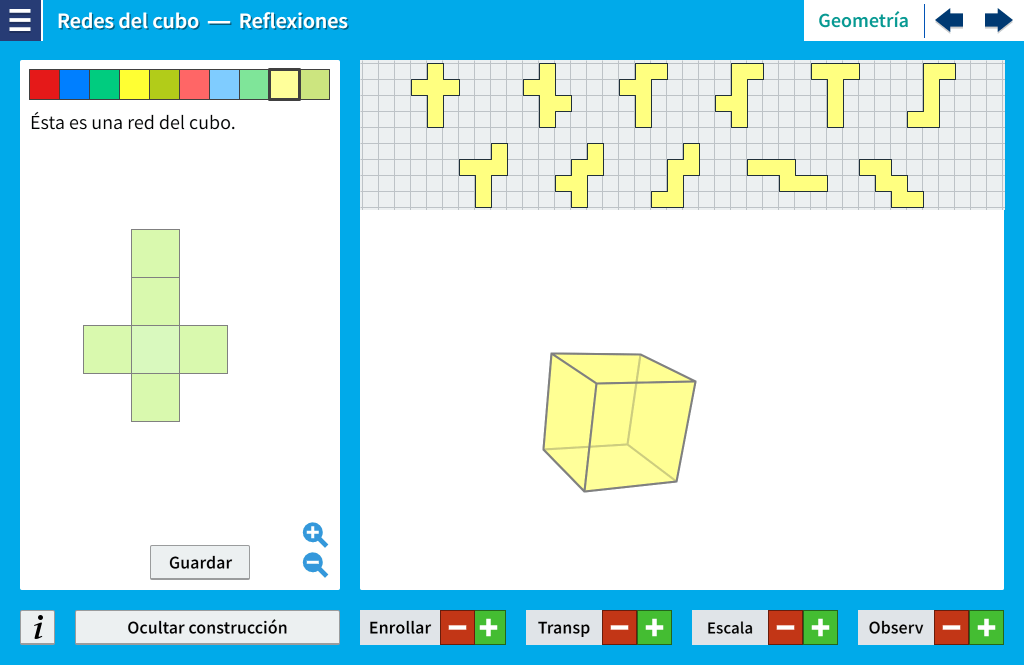 Redes del cubo — Reflexiones
Geometría
Ésta es una red del cubo.
Guardar
i
Ocultar construcción
Enrollar − +
Transp − +
Escala − +
Observ − +